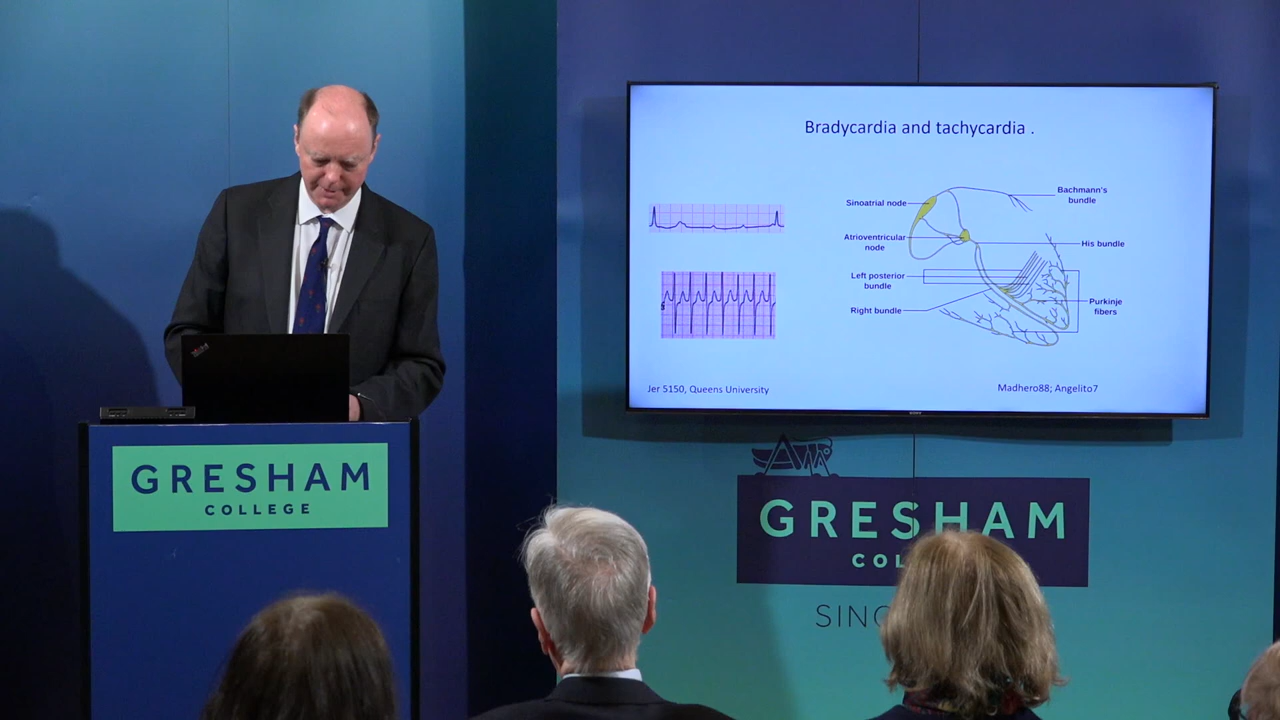 Bradycardia and tachycardia .
Bachmann's
bundle
Sinoatrial node
Atrioventricular
node
His bundle
Left posterior
bundle
Right bundle
Purkinje
fibers
Jer 5150, Queens University
Madhero88; Angelito7
GRESHAM
COLLEGE
GRESHAM
COL
SINC